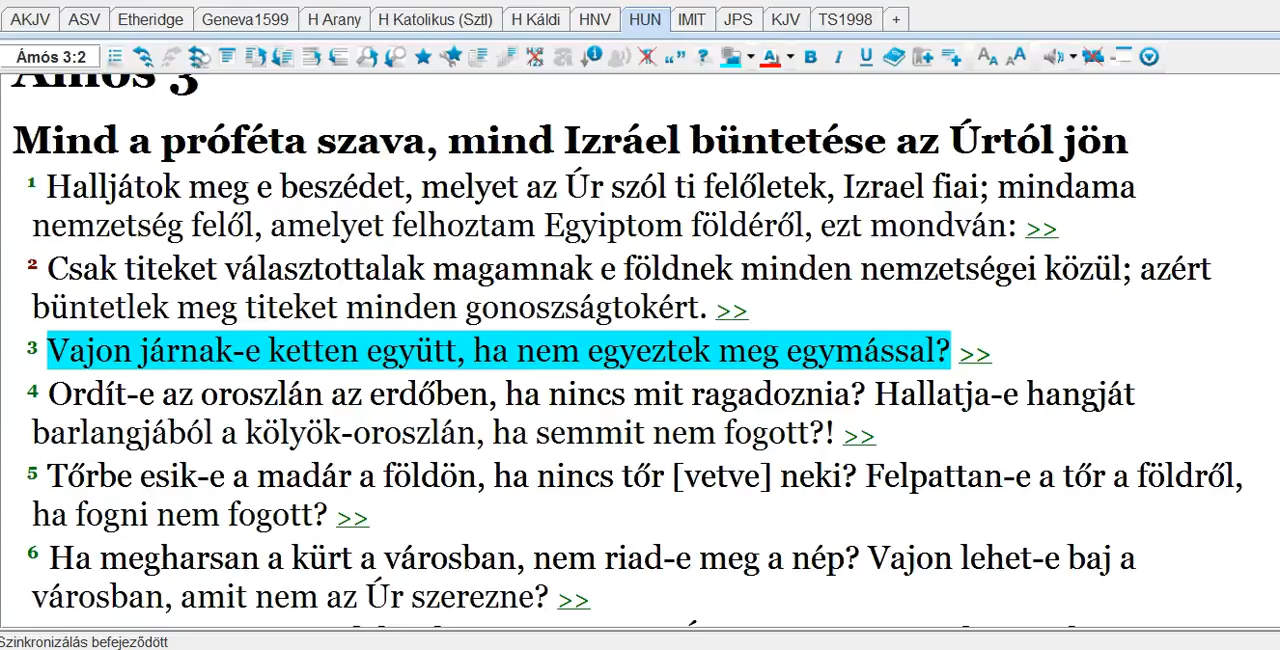 AKJV ASV Etheridge Geneva1599 H Arany H Katolikus (Sztl) H Káldi HNV HUN IMIT JPS KJV TS1998 +
Ámós 3:2
Ámós 3
Mind a próféta szava, mind Izráel büntetése az Úrtól jön
1 Halljátok meg e beszédet, melyet az Úr szól ti felőletek, Izrael fiai; mindama
nemzetség felől, amelyet felhoztam Egyiptom földéről, ezt mondván: >>
2 Csak titeket választottalak magamnak e földnek minden nemzetségei közül; azért
büntetlek meg titeket minden gonoszságtokért. >>
3 Vajon járnak-e ketten együtt, ha nem egyeztek meg egymással? >>
4 Ordít-e az oroszlán az erdőben, ha nincs mit ragadoznia? Hallatja-e hangját
barlangjából a kölyök-oroszlán, ha semmit nem fogott?! >>
5 Tőrbe esik-e a madár a földön, ha nincs tőr [vetve] neki? Felpattan-e a tőr a földről,
ha fogni nem fogott? >>
6 Ha megharsan a kürt a városban, nem riad-e meg a nép? Vajon lehet-e baj a
városban, amit nem az Úr szerezne? >>
Szinkronizálás befejezõdött